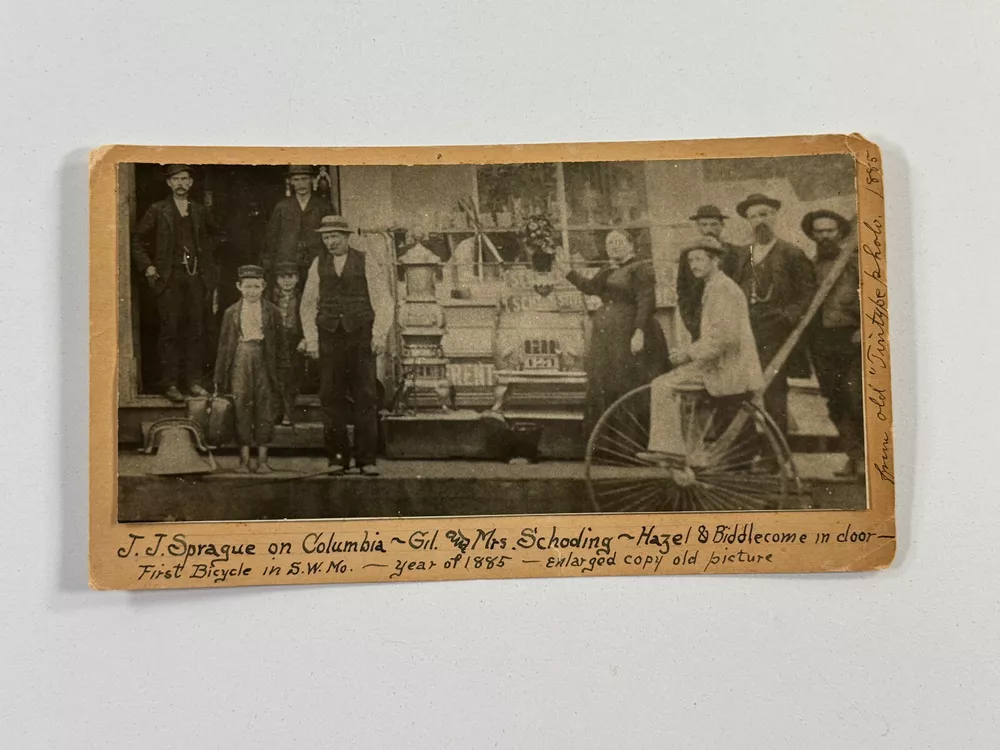 J.J. Sprague on Columbia ~ Gil. and Mrs. Schoding ~ Hazel & Biddlecome in door —
First Bicycle in S.W. Mo. — year of 1885 — enlarged copy old picture
from old "Tintype photo. 1885
RENT